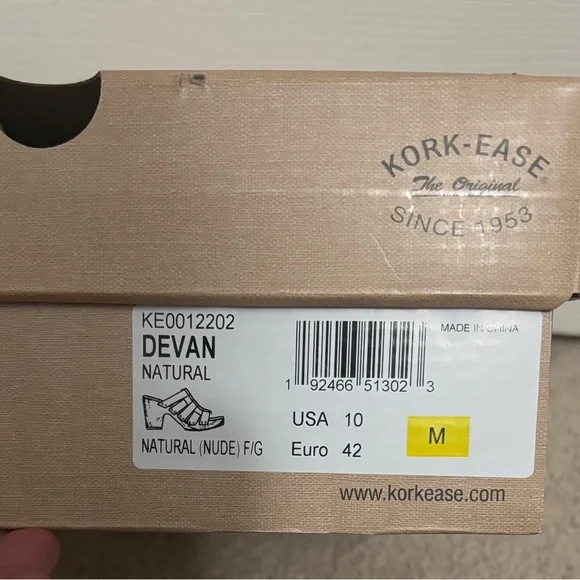 KORK-EASE®
The Original
SINCE 1953
KE0012202
DEVAN
NATURAL
NATURAL (NUDE) F/G
1 92466 51302 3
MADE IN CHINA
USA 10
Euro 42
M
www.korkease.com